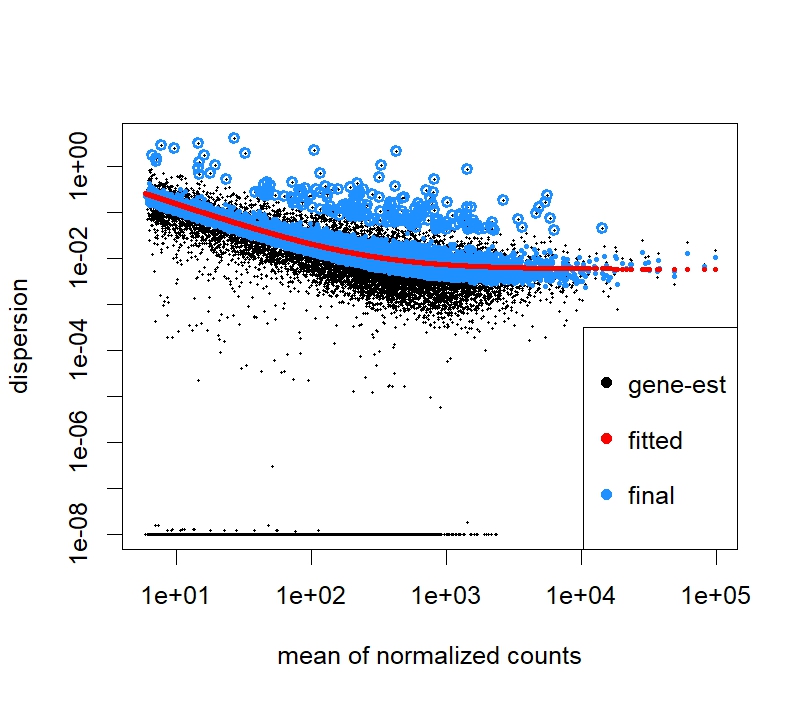 1e+00
1e-02
1e-04
1e-06
1e-08
dispersion
gene-est
fitted
final
1e+01 1e+02 1e+03 1e+04 1e+05
mean of normalized counts